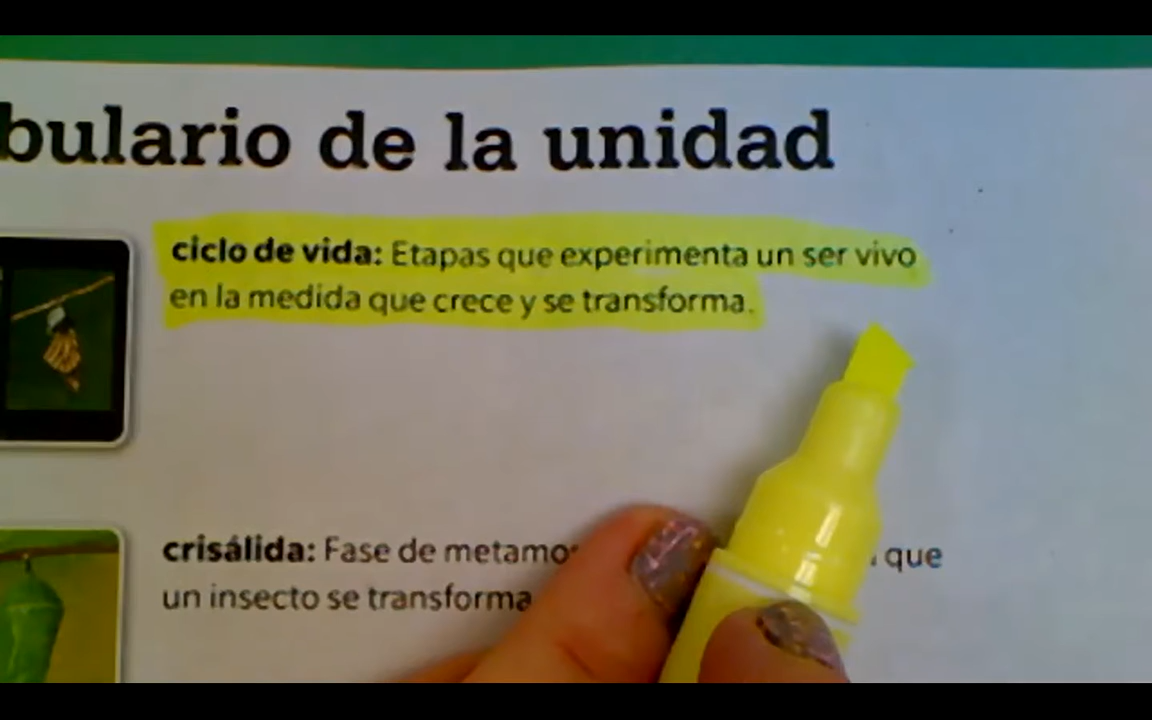 bulario de la unidad
ciclo de vida: Etapas que experimenta un ser vivo
en la medida que crece y se transforma.
crisálida: Fase de metamo que
un insecto se transforma